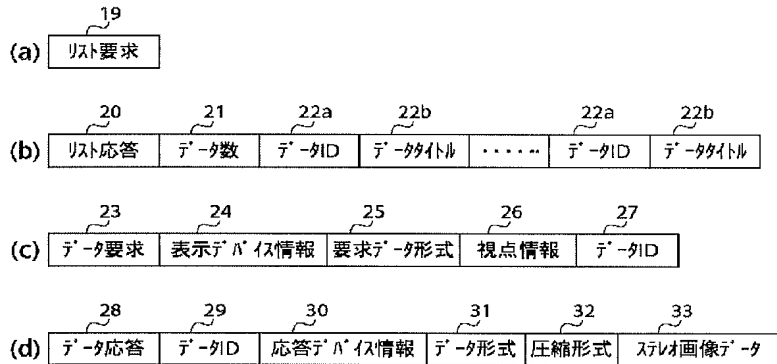 19
(a) リスト要求
20 21 22a 22b 22a 22b
(b) リスト応答 データ数 データID データタイトル ・・・・・・ データID データタイトル
23 24 25 26 27
(c) データ要求 表示デバイス情報 要求データ形式 視点情報 データID
28 29 30 31 32 33
(d) データ応答 データID 応答デバイス情報 データ形式 圧縮形式 ステレオ画像データ